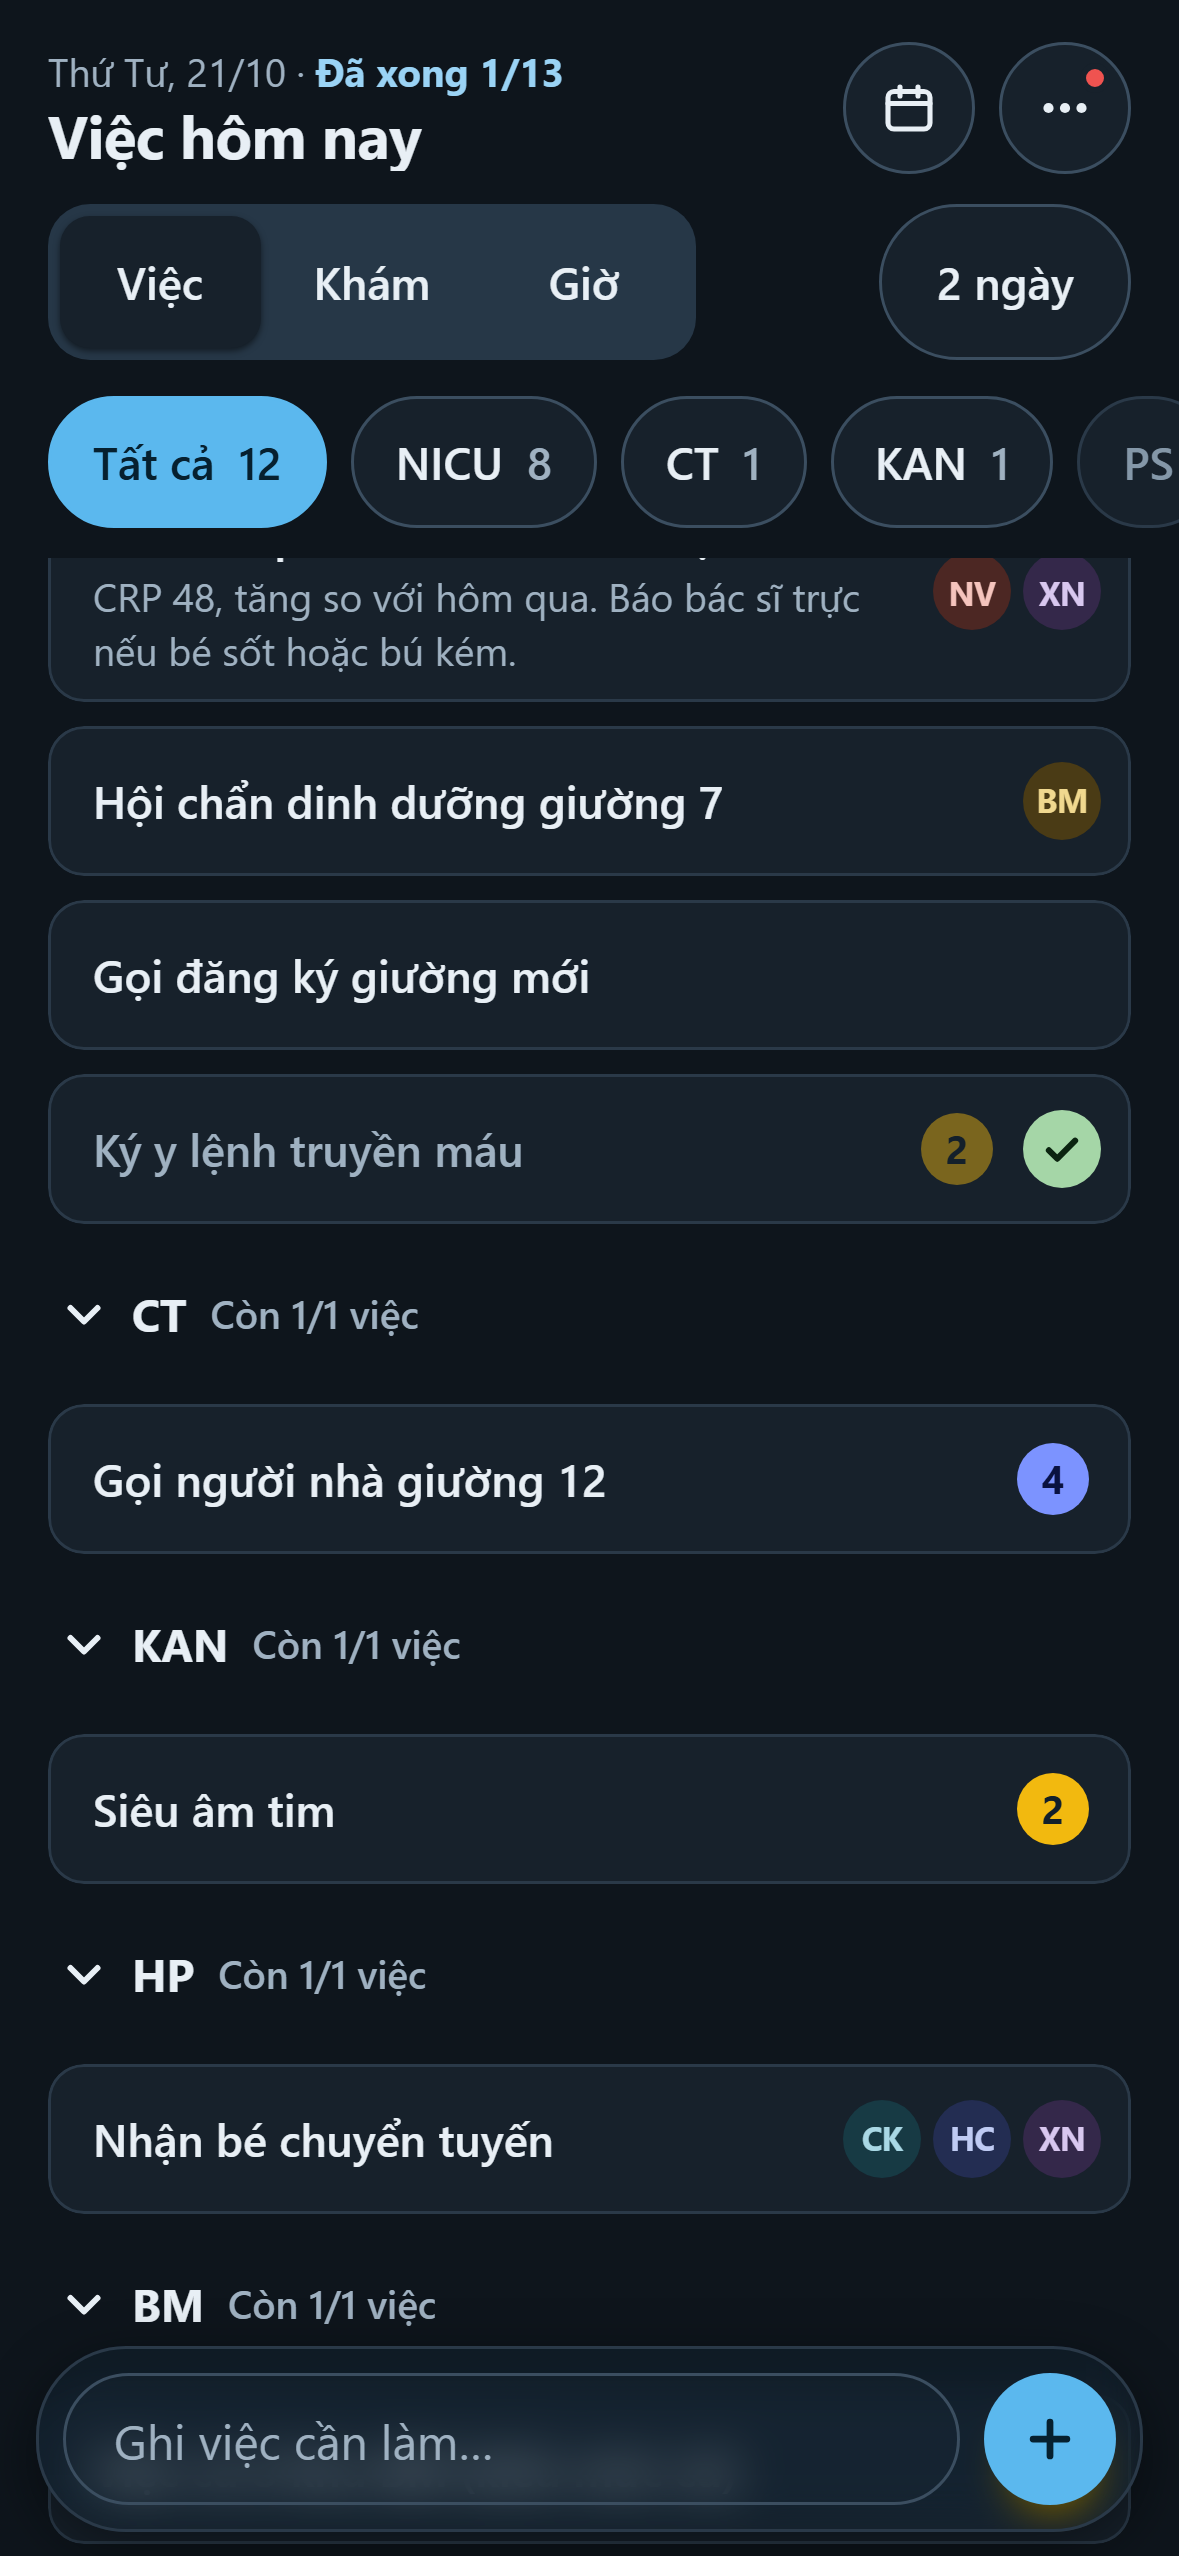 Thứ Tư, 21/10 · Đã xong 1/13
Việc hôm nay
Việc
Khám
Giờ
2 ngày
Tất cả 12
NICU 8
CT 1
KAN 1
PS
CRP 48, tăng so với hôm qua. Báo bác sĩ trực
nếu bé sốt hoặc bú kém.
NV
XN
Hội chẩn dinh dưỡng giường 7
BM
Gọi đăng ký giường mới
Ký y lệnh truyền máu
2
CT Còn 1/1 việc
Gọi người nhà giường 12
4
KAN Còn 1/1 việc
Siêu âm tim
2
HP Còn 1/1 việc
Nhận bé chuyển tuyến
CK
HC
XN
BM Còn 1/1 việc
Ghi việc cần làm...